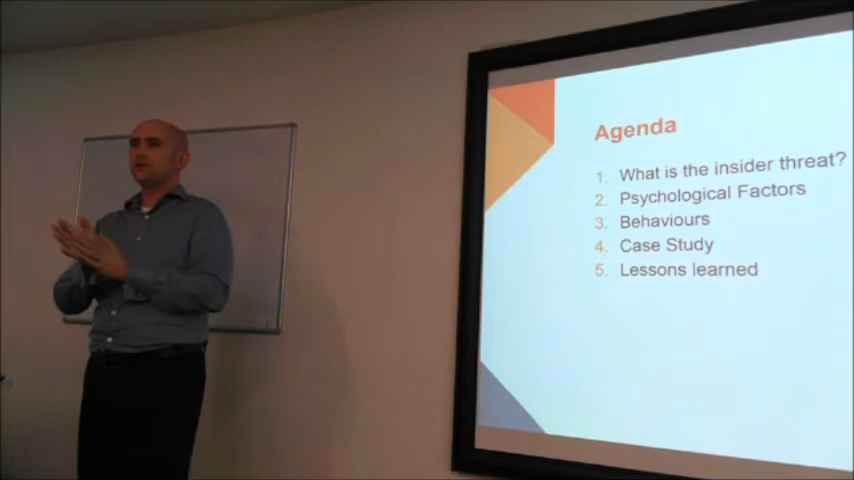 Agenda
1. What is the insider threat?
2. Psychological Factors
3. Behaviours
4. Case Study
5. Lessons learned